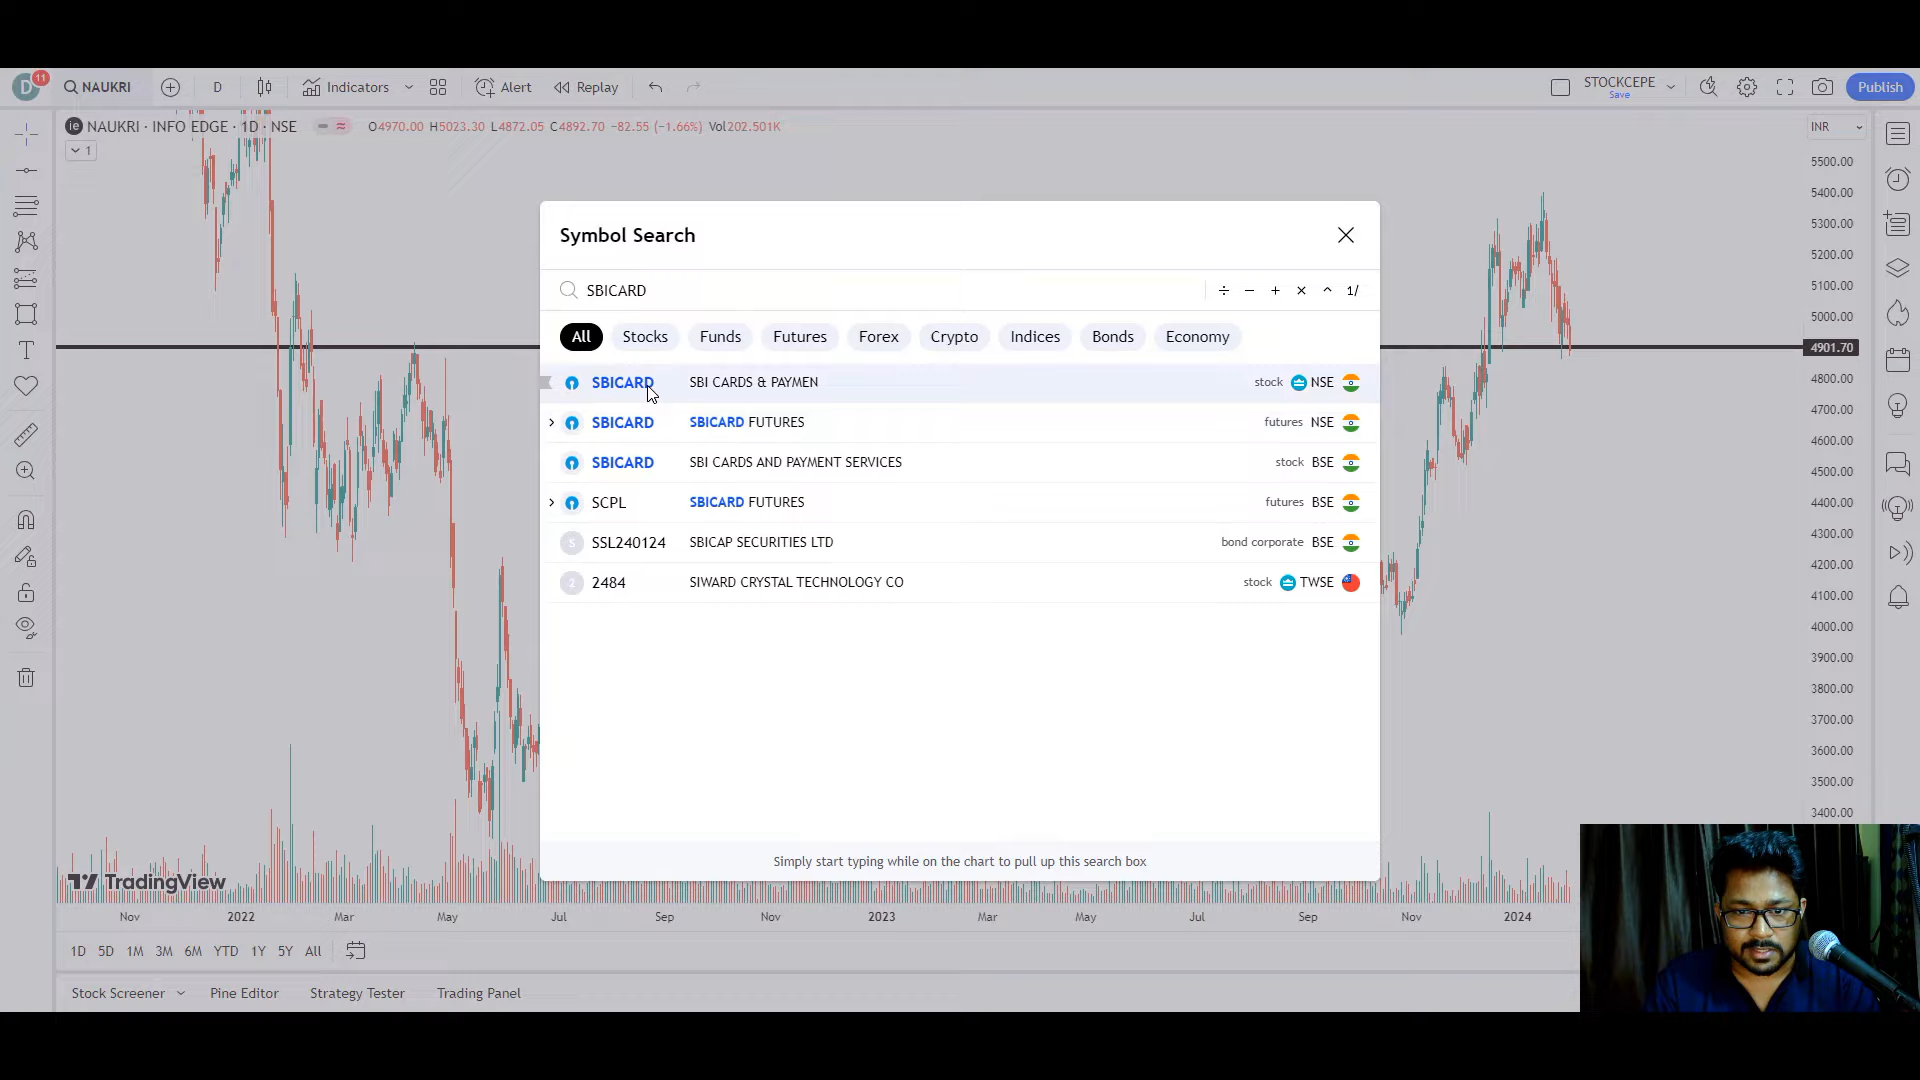 D 11 NAUKRI D Indicators Alert Replay STOCKCEPE Save Publish
ie NAUKRI · INFO EDGE · 1D · NSE O4970.00 H5023.30 L4872.05 C4892.70 −82.55 (−1.66%) Vol202.501K INR
1
Symbol Search
SBICARD ÷ − + × ^ 1/
All Stocks Funds Futures Forex Crypto Indices Bonds Economy
SBICARD SBI CARDS & PAYMEN stock NSE
SBICARD SBICARD FUTURES futures NSE
SBICARD SBI CARDS AND PAYMENT SERVICES stock BSE
SCPL SBICARD FUTURES futures BSE
S SSL240124 SBICAP SECURITIES LTD bond corporate BSE
2 2484 SIWARD CRYSTAL TECHNOLOGY CO stock TWSE
Simply start typing while on the chart to pull up this search box
5500.00
5400.00
5300.00
5200.00
5100.00
5000.00
4901.70
4800.00
4700.00
4600.00
4500.00
4400.00
4300.00
4200.00
4100.00
4000.00
3900.00
3800.00
3700.00
3600.00
3500.00
3400.00
TradingView
Nov 2022 Mar May Jul Sep Nov 2023 Mar May Jul Sep Nov 2024
1D 5D 1M 3M 6M YTD 1Y 5Y All
Stock Screener Pine Editor Strategy Tester Trading Panel